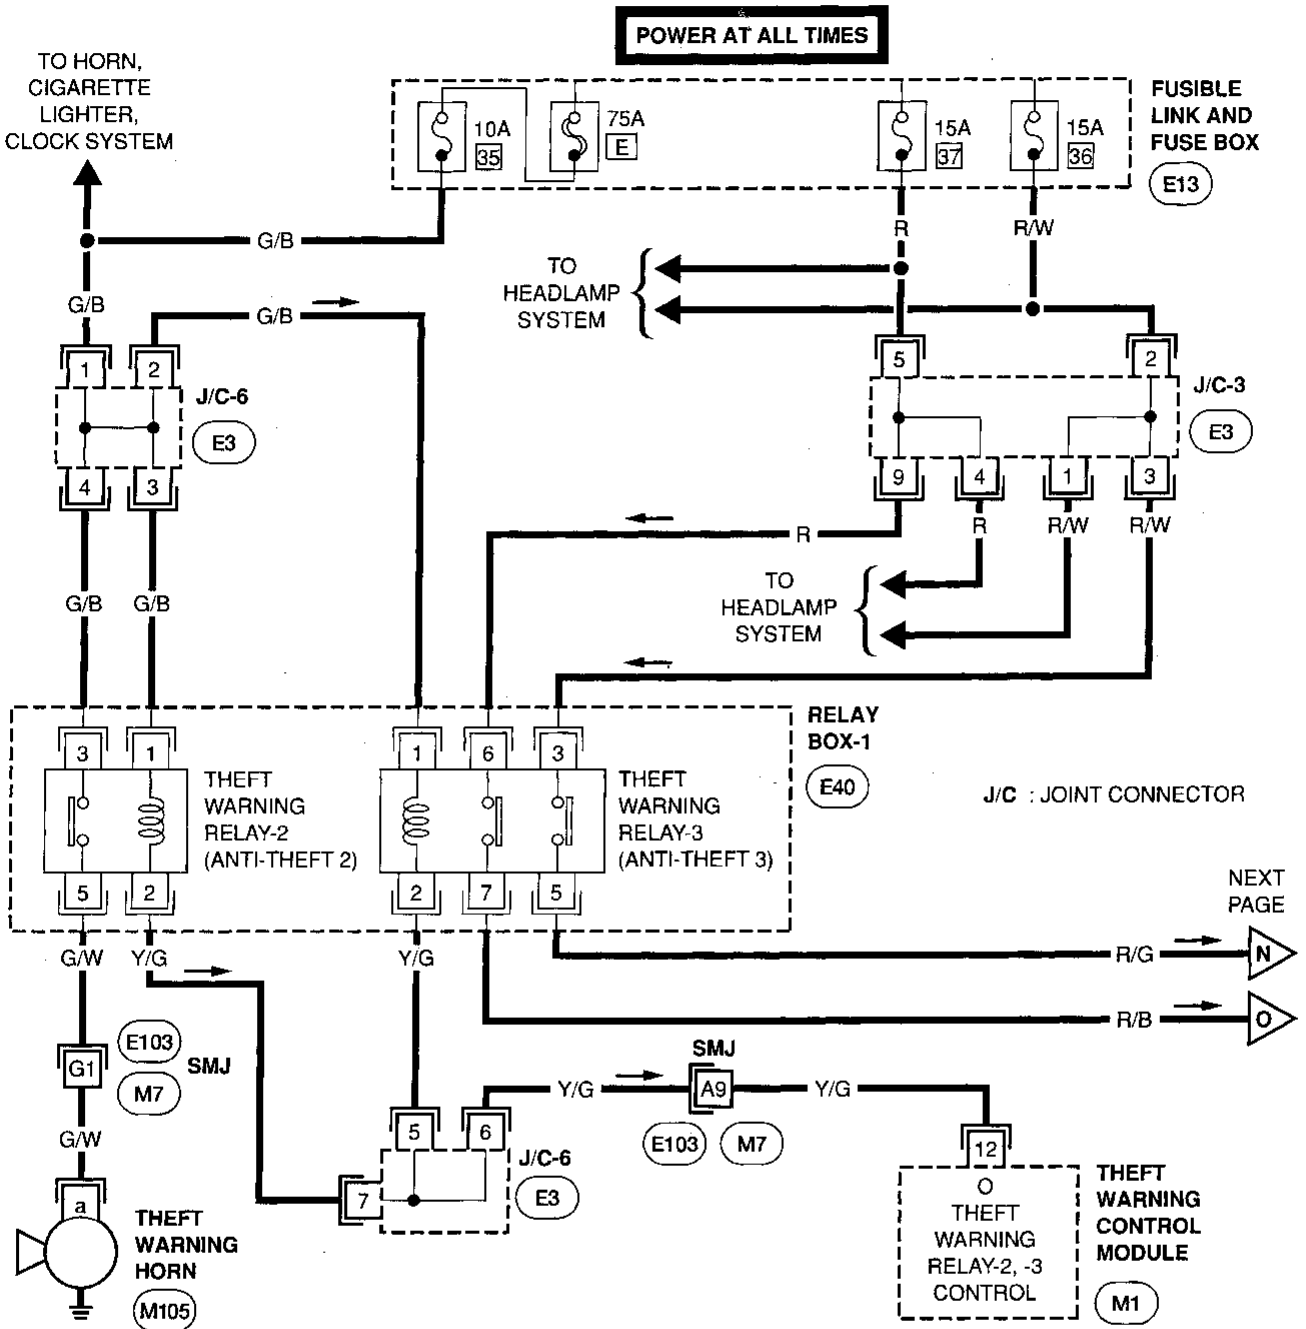 POWER AT ALL TIMES
TO HORN,
CIGARETTE
LIGHTER,
CLOCK SYSTEM
10A
35
75A
E
15A
37
15A
36
FUSIBLE
LINK AND
FUSE BOX
E13
G/B
R
R/W
TO
HEADLAMP
SYSTEM
G/B
G/B
1
2
J/C-6
E3
4
3
5
2
J/C-3
E3
9
4
1
3
R
R
R/W
R/W
TO
HEADLAMP
SYSTEM
G/B
G/B
RELAY
BOX-1
E40
3
1
THEFT
WARNING
RELAY-2
(ANTI-THEFT 2)
5
2
1
6
3
THEFT
WARNING
RELAY-3
(ANTI-THEFT 3)
2
7
5
J/C : JOINT CONNECTOR
NEXT
PAGE
G/W
Y/G
Y/G
R/G
N
R/B
O
E103
G1
SMJ
M7
G/W
a
THEFT
WARNING
HORN
M105
5
6
7
J/C-6
E3
Y/G
SMJ
A9
Y/G
E103
M7
12
O
THEFT
WARNING
RELAY-2, -3
CONTROL
THEFT
WARNING
CONTROL
MODULE
M1